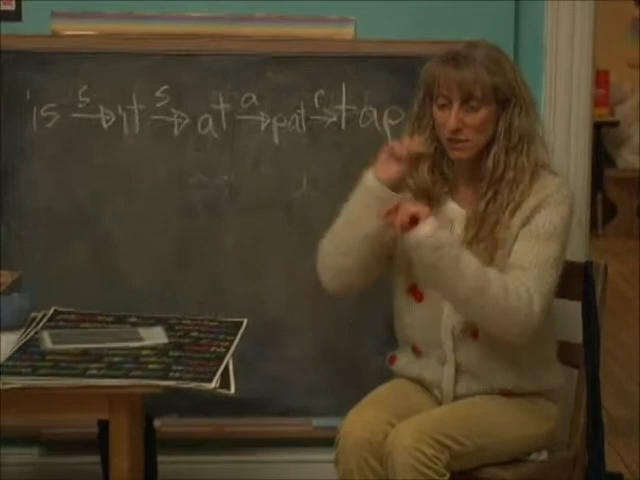 is s→ it s→ at a→ pat r→ tap